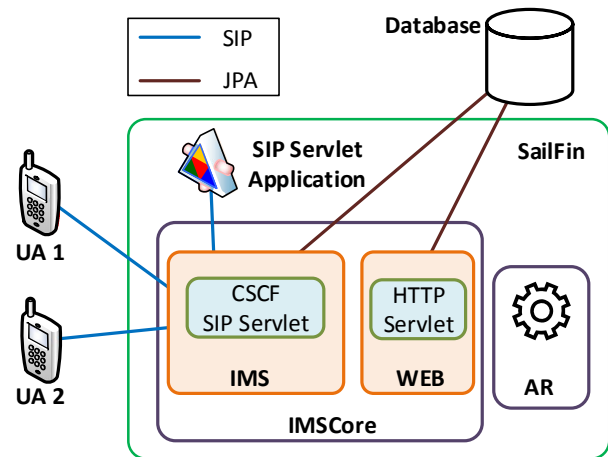 SIP
JPA
Database
SailFin
SIP Servlet
Application
UA 1
UA 2
CSCF
SIP Servlet
IMS
HTTP
Servlet
WEB
IMSCore
AR